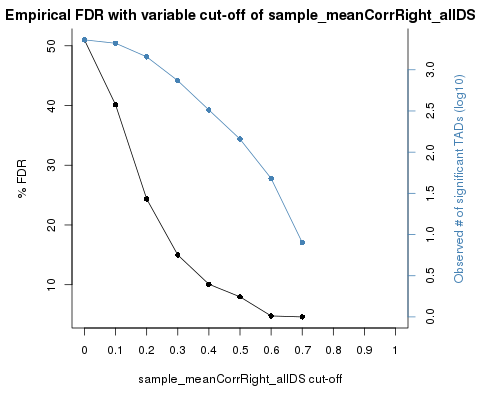 Empirical FDR with variable cut-off of sample_meanCorrRight_allDS
50
40
30
20
10
% FDR
3.0
2.5
2.0
1.5
1.0
0.5
0.0
Observed # of significant TADs (log10)
0 0.1 0.2 0.3 0.4 0.5 0.6 0.7 0.8 0.9 1
sample_meanCorrRight_allDS cut-off